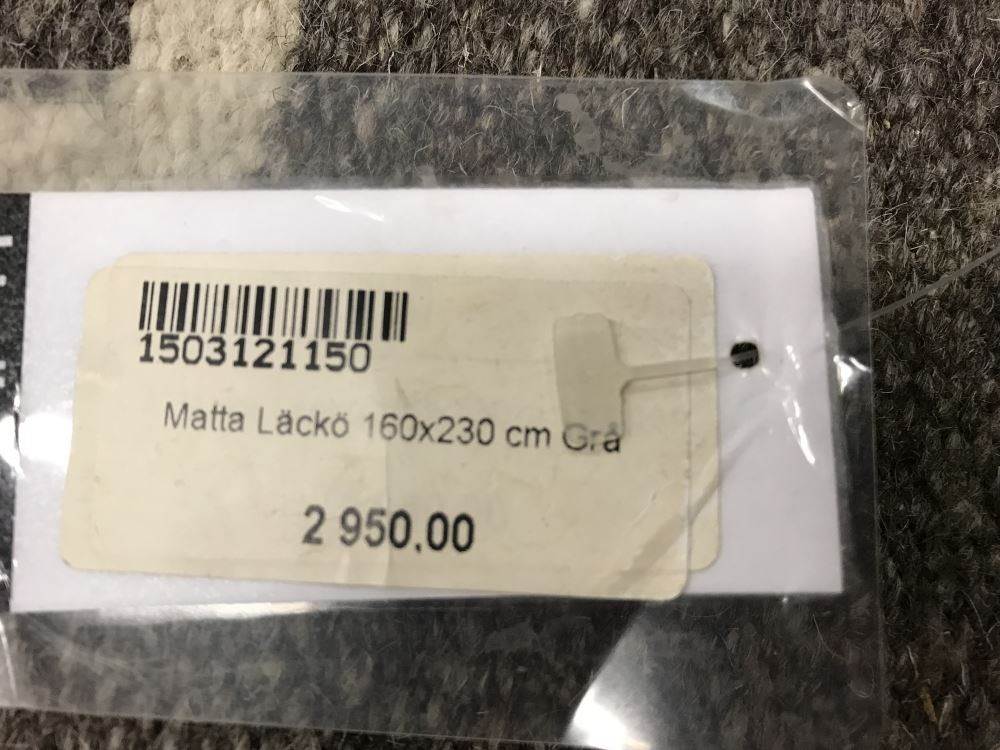 1503121150
Matta Läckö 160x230 cm Grå
2 950,00